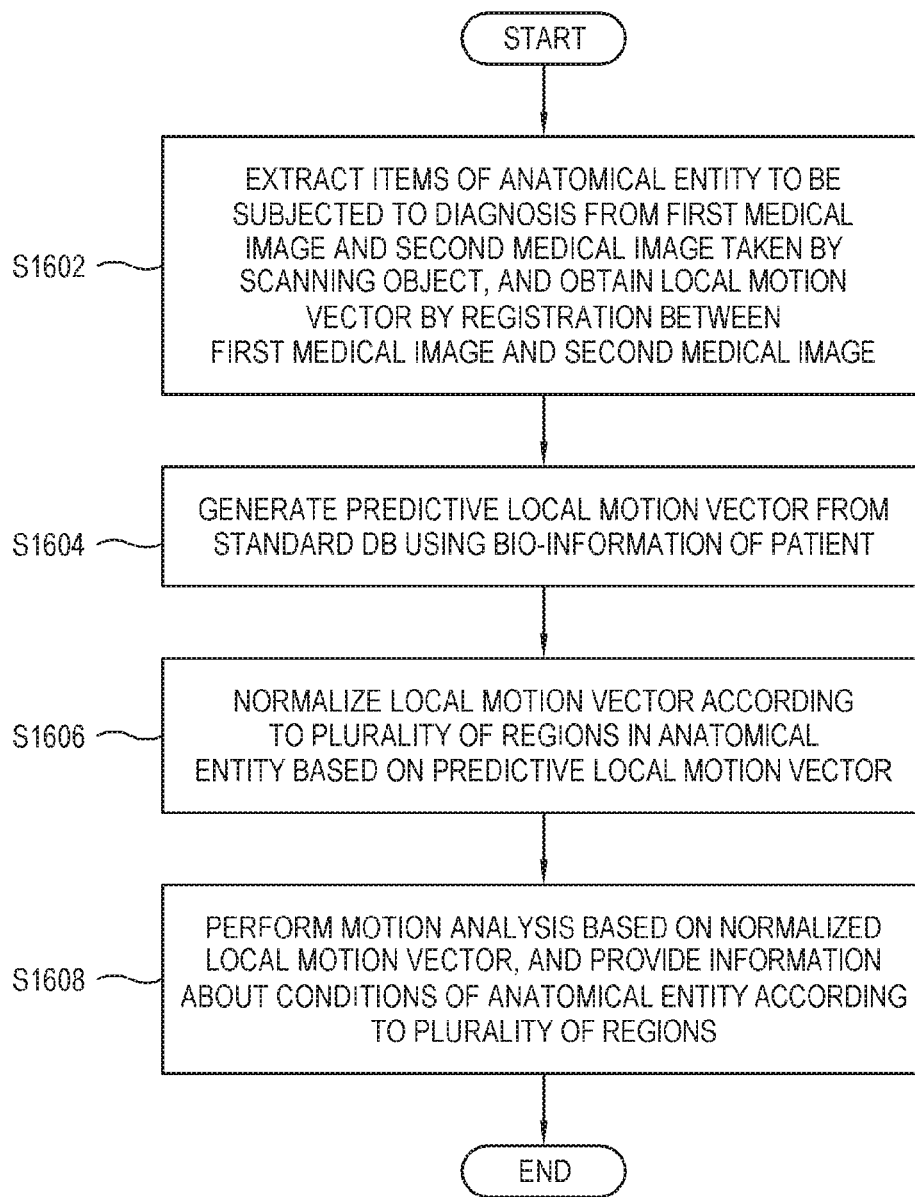 START
EXTRACT ITEMS OF ANATOMICAL ENTITY TO BE
SUBJECTED TO DIAGNOSIS FROM FIRST MEDICAL
IMAGE AND SECOND MEDICAL IMAGE TAKEN BY
SCANNING OBJECT, AND OBTAIN LOCAL MOTION
VECTOR BY REGISTRATION BETWEEN
FIRST MEDICAL IMAGE AND SECOND MEDICAL IMAGE
S1602
GENERATE PREDICTIVE LOCAL MOTION VECTOR FROM
STANDARD DB USING BIO-INFORMATION OF PATIENT
S1604
NORMALIZE LOCAL MOTION VECTOR ACCORDING
TO PLURALITY OF REGIONS IN ANATOMICAL
ENTITY BASED ON PREDICTIVE LOCAL MOTION VECTOR
S1606
PERFORM MOTION ANALYSIS BASED ON NORMALIZED
LOCAL MOTION VECTOR, AND PROVIDE INFORMATION
ABOUT CONDITIONS OF ANATOMICAL ENTITY ACCORDING
TO PLURALITY OF REGIONS
S1608
END